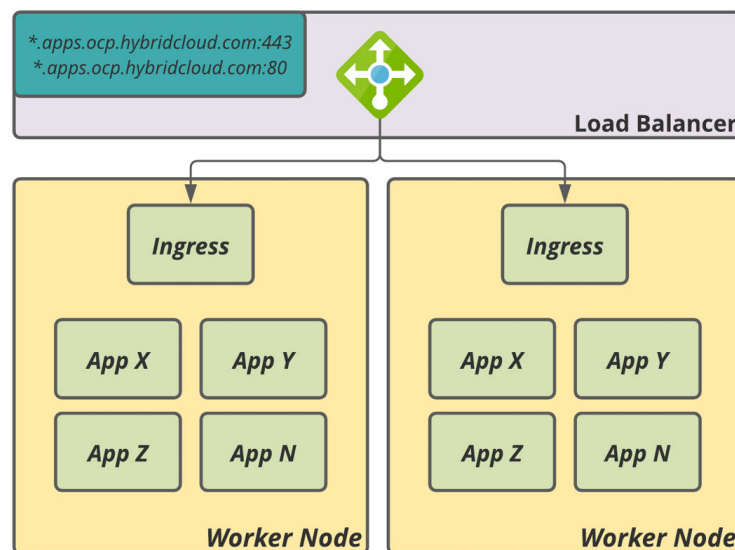 *.apps.ocp.hybridcloud.com:443
*.apps.ocp.hybridcloud.com:80
Load Balancer
Ingress
App X
App Y
App Z
App N
Worker Node
Ingress
App X
App Y
App Z
App N
Worker Node